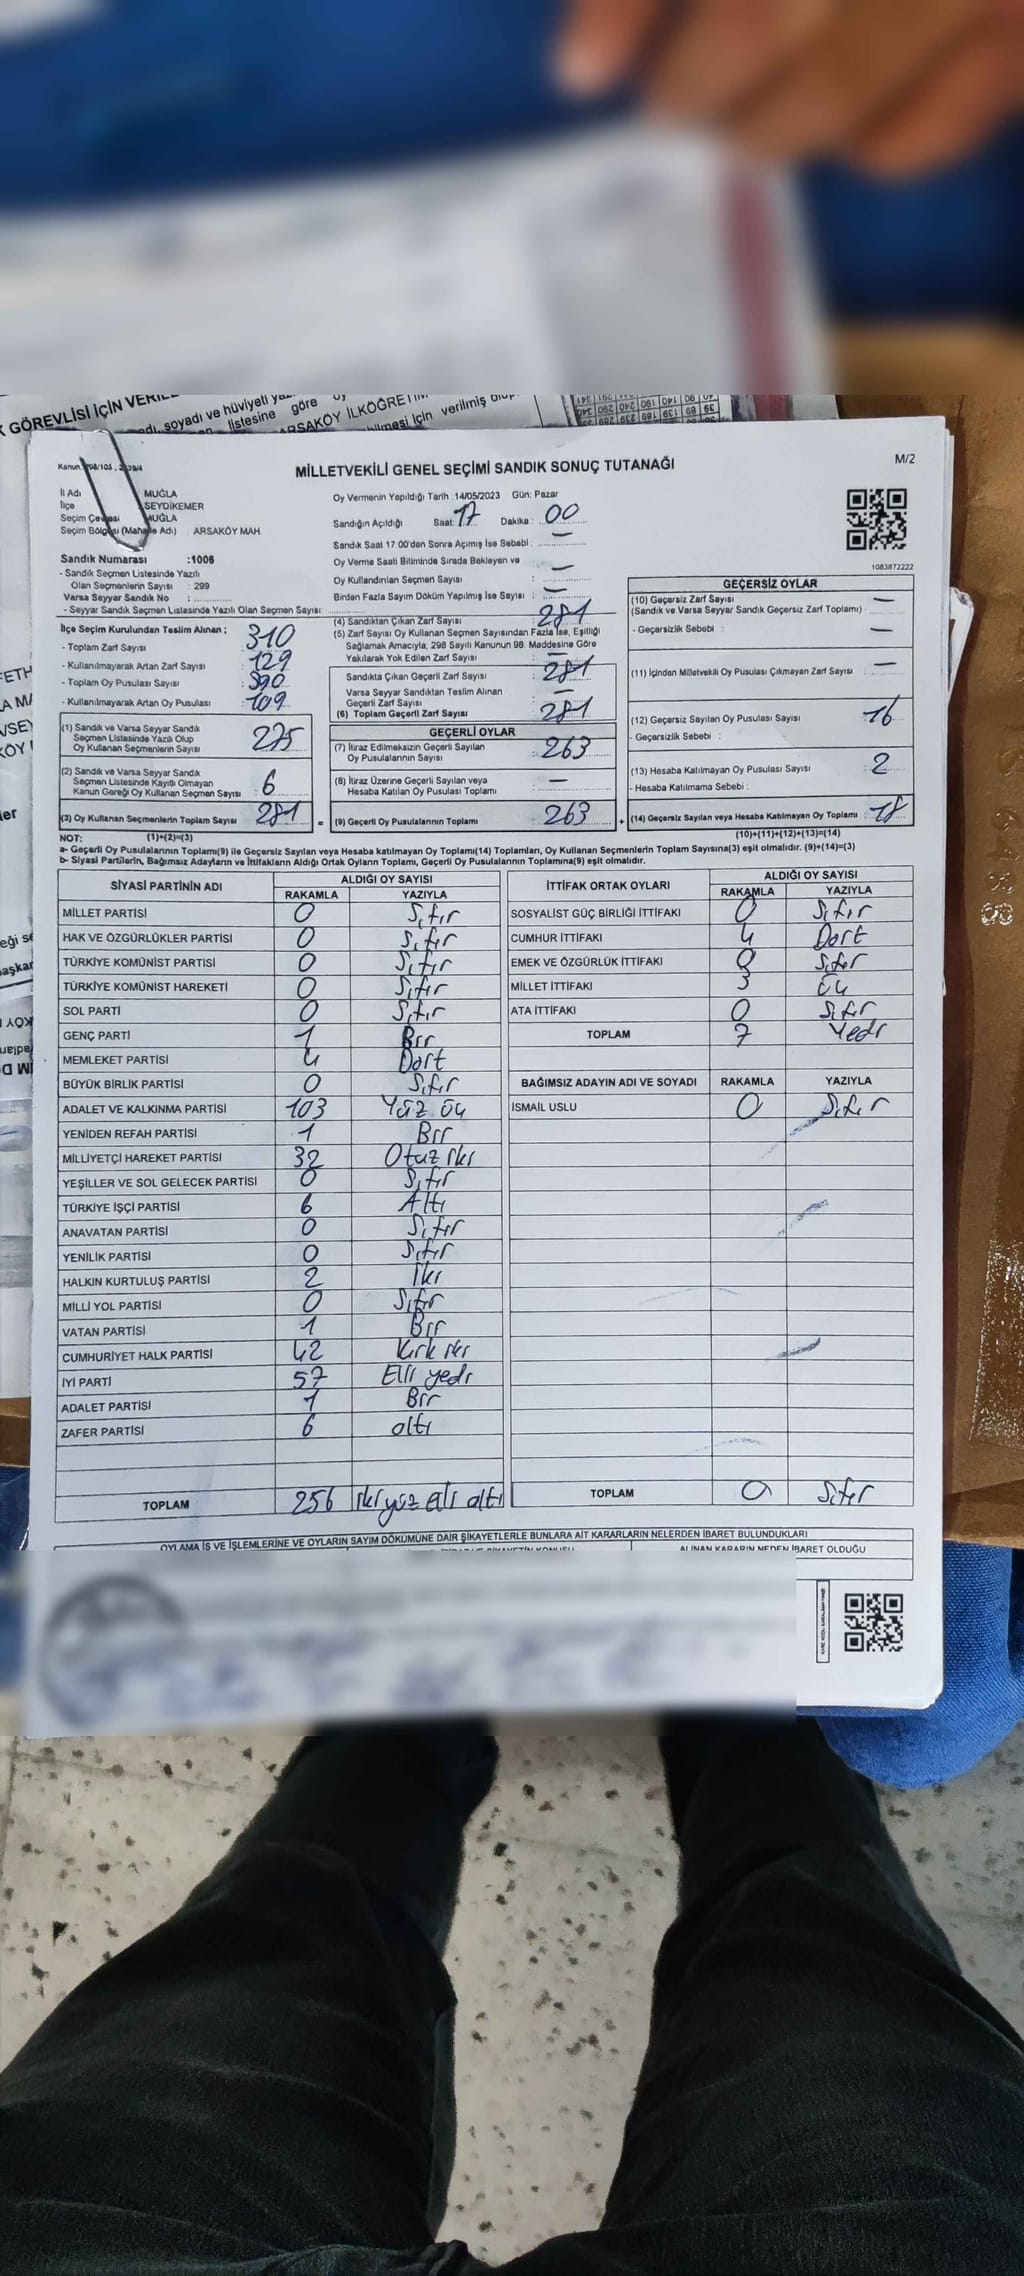 K GÖREVLİSİ İÇİN VERİL
adı, soyadı ve hüviyeti
listesine göre
ARSAKÖY İLKÖĞRETİM
bilmesi için verilmiş olup
Kanun:
M/2
MİLLETVEKİLİ GENEL SEÇİMİ SANDIK SONUÇ TUTANAĞI
İl Adı MUĞLA
İlçe SEYDİKEMER
Seçim Çevresi MUĞLA
Seçim Bölgesi (Mahalle Adı) : ARSAKÖY MAH.
Oy Vermenin Yapıldığı Tarih :14/05/2023 Gün: Pazar
Sandığın Açıldığı Saat: 17 Dakika : 00
Sandık Saat 17:00'den Sonra Açımış İse Sebebi : —
Oy Verme Saati Bitiminde Sırada Bekleyen ve
Oy Kullandırılan Seçmen Sayısı : —
Birden Fazla Sayım Döküm Yapılmış İse Sayısı : —
1083872222
Sandık Numarası :1006
- Sandık Seçmen Listesinde Yazılı
Olan Seçmenlerin Sayısı : 299
Varsa Seyyar Sandık No :
- Seyyar Sandık Seçmen Listesinde Yazılı Olan Seçmen Sayısı:
İlçe Seçim Kurulundan Teslim Alınan ;
- Toplam Zarf Sayısı : 310
- Kullanılmayarak Artan Zarf Sayısı : 129
- Toplam Oy Pusulası Sayısı : 390
- Kullanılmayarak Artan Oy Pusulası : 109
(1) Sandık ve Varsa Seyyar Sandık
Seçmen Listesinde Yazılı Olup
Oy Kullanan Seçmenlerin Sayısı : 275
(2) Sandık ve Varsa Seyyar Sandık
Seçmen Listesinde Kayıtlı Olmayan
Kanun Gereği Oy Kullanan Seçmen Sayısı : 6
(3) Oy Kullanan Seçmenlerin Toplam Sayısı : 281 =
(4) Sandıktan Çıkan Zarf Sayısı : 281
(5) Zarf Sayısı Oy Kullanan Seçmen Sayısından Fazla İse, Eşitliği
Sağlamak Amacıyla, 298 Sayılı Kanunun 98. Maddesine Göre
Yakılarak Yok Edilen Zarf Sayısı : —
Sandıkta Çıkan Geçerli Zarf Sayısı : 281
Varsa Seyyar Sandıktan Teslim Alınan
Geçerli Zarf Sayısı : —
(6) Toplam Geçerli Zarf Sayısı : 281
GEÇERLİ OYLAR
(7) İtiraz Edilmeksizin Geçerli Sayılan
Oy Pusulalarının Sayısı : 263
(8) İtiraz Üzerine Geçerli Sayılan veya
Hesaba Katılan Oy Pusulası Toplamı : —
(9) Geçerli Oy Pusulalarının Toplamı : 263 +
GEÇERSİZ OYLAR
(10) Geçersiz Zarf Sayısı : —
(Sandık ve Varsa Seyyar Sandık Geçersiz Zarf Toplamı)
- Geçersizlik Sebebi : —
(11) İçinden Milletvekili Oy Pusulası Çıkmayan Zarf Sayısı : —
(12) Geçersiz Sayılan Oy Pusulası Sayısı : 16
- Geçersizlik Sebebi :
(13) Hesaba Katılmayan Oy Pusulası Sayısı : 2
- Hesaba Katılmama Sebebi :
(14) Geçersiz Sayılan veya Hesaba Katılmayan Oy Toplamı : 18
NOT: (1)+(2)=(3) (10)+(11)+(12)+(13)=(14)
a- Geçerli Oy Pusulasının Toplamı(9) ile Geçersiz Sayılan veya Hesaba katılmayan Oy Toplamı(14) Toplamları, Oy Kullanan Seçmenlerin Toplam Sayısına(3) eşit olmalıdır. (9)+(14)=(3)
b- Siyasi Partilerin, Bağımsız Adayların ve İttifakların Aldığı Ortak Oyların Toplamı, Geçerli Oy Pusulalarının Toplamına(9) eşit olmalıdır.
SİYASİ PARTİNİN ADI ALDIĞI OY SAYISI
RAKAMLA YAZIYLA
MİLLET PARTİSİ 0 Sıfır
HAK VE ÖZGÜRLÜKLER PARTİSİ 0 Sıfır
TÜRKİYE KOMÜNİST PARTİSİ 0 Sıfır
TÜRKİYE KOMÜNİST HAREKETİ 0 Sıfır
SOL PARTİ 0 Sıfır
GENÇ PARTİ 1 Bir
MEMLEKET PARTİSİ 4 Dört
BÜYÜK BİRLİK PARTİSİ 0 Sıfır
ADALET VE KALKINMA PARTİSİ 103 Yüz üç
YENİDEN REFAH PARTİSİ 1 Bir
MİLLİYETÇİ HAREKET PARTİSİ 32 Otuz iki
YEŞİLLER VE SOL GELECEK PARTİSİ 0 Sıfır
TÜRKİYE İŞÇİ PARTİSİ 6 Altı
ANAVATAN PARTİSİ 0 Sıfır
YENİLİK PARTİSİ 0 Sıfır
HALKIN KURTULUŞ PARTİSİ 2 İki
MİLLİ YOL PARTİSİ 0 Sıfır
VATAN PARTİSİ 1 Bir
CUMHURİYET HALK PARTİSİ 42 Kırk iki
İYİ PARTİ 57 Elli yedi
ADALET PARTİSİ 1 Bir
ZAFER PARTİSİ 6 altı
TOPLAM 256 iki yüz elli altı
İTTİFAK ORTAK OYLARI ALDIĞI OY SAYISI
RAKAMLA YAZIYLA
SOSYALİST GÜÇ BİRLİĞİ İTTİFAKI 0 Sıfır
CUMHUR İTTİFAKI 4 Dört
EMEK VE ÖZGÜRLÜK İTTİFAKI 0 Sıfır
MİLLET İTTİFAKI 3 Üç
ATA İTTİFAKI 0 Sıfır
TOPLAM 7 Yedi
BAĞIMSIZ ADAYIN ADI VE SOYADI RAKAMLA YAZIYLA
İSMAİL USLU 0 Sıfır
TOPLAM 0 Sıfır
OYLAMA İŞ VE İŞLEMLERİNE VE OYLARIN SAYIM DÖKÜMÜNE DAİR ŞİKAYETLERLE BUNLARA AİT KARARLARIN NELERDEN İBARET BULUNDUKLARI
ALINAN KARARIN NEDEN İBARET OLDUĞU